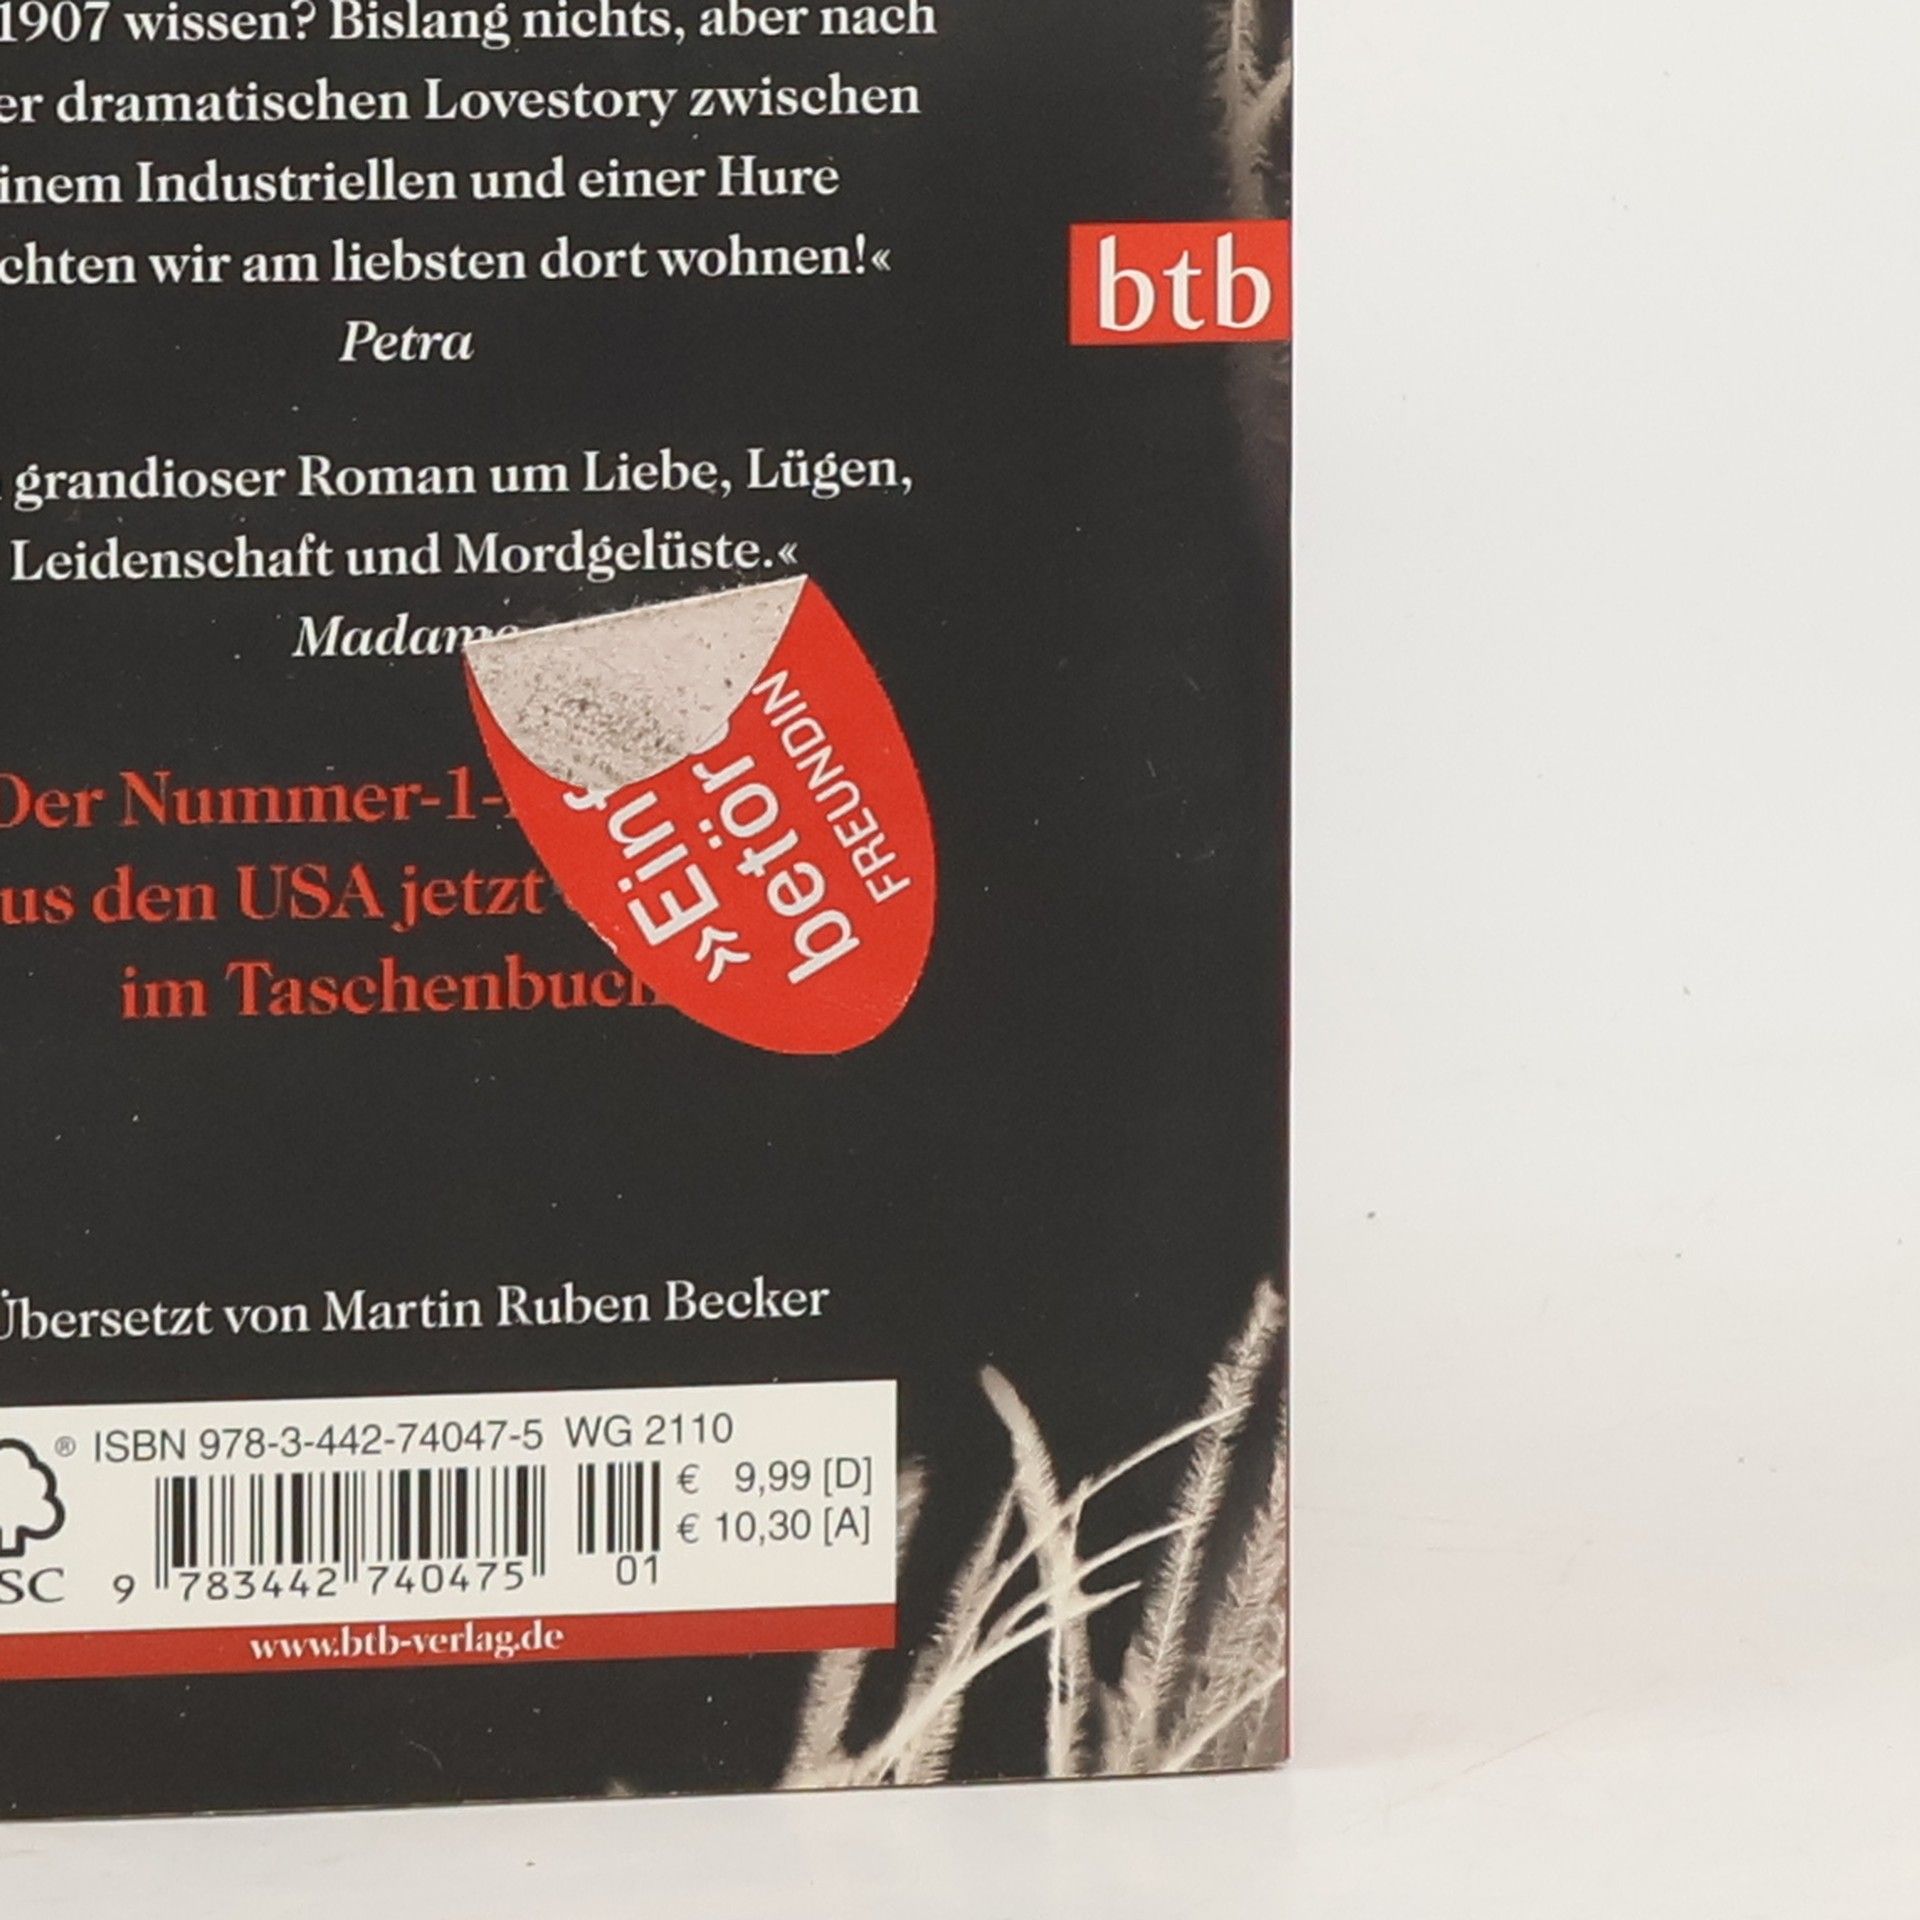 1907 wissen? Bislang nichts, aber nach
er dramatischen Lovestory zwischen
inem Industriellen und einer Hure
chten wir am liebsten dort wohnen!«
Petra
btb
grandioser Roman um Liebe, Lügen,
Leidenschaft und Mordgelüste.«
Madame
Der Nummer-1-
us den USA jetzt
im Taschenbuch
»Ein
betör
FREUNDIN
Übersetzt von Martin Ruben Becker
® ISBN 978-3-442-74047-5 WG 2110
€ 9,99 [D]
€ 10,30 [A]
SC
9 783442 740475 01
www.btb-verlag.de